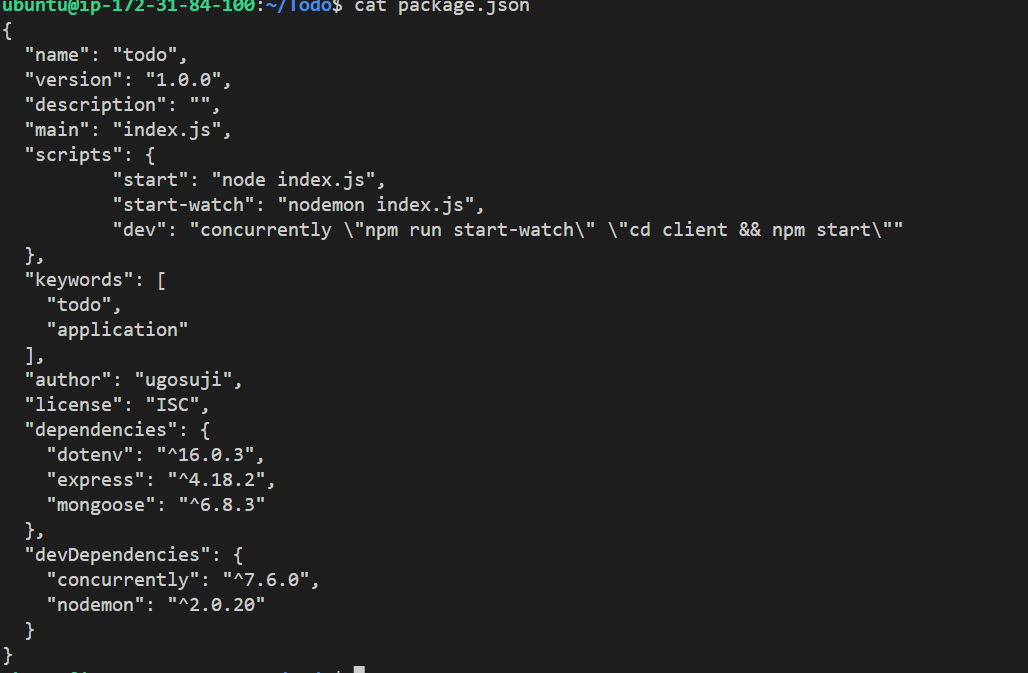 ubuntu@ip-172-31-84-100:~/Todo$ cat package.json
{
  "name": "todo",
  "version": "1.0.0",
  "description": "",
  "main": "index.js",
  "scripts": {
          "start": "node index.js",
          "start-watch": "nodemon index.js",
          "dev": "concurrently \"npm run start-watch\" \"cd client && npm start\""
  },
  "keywords": [
    "todo",
    "application"
  ],
  "author": "ugosuji",
  "license": "ISC",
  "dependencies": {
    "dotenv": "^16.0.3",
    "express": "^4.18.2",
    "mongoose": "^6.8.3"
  },
  "devDependencies": {
    "concurrently": "^7.6.0",
    "nodemon": "^2.0.20"
  }
}